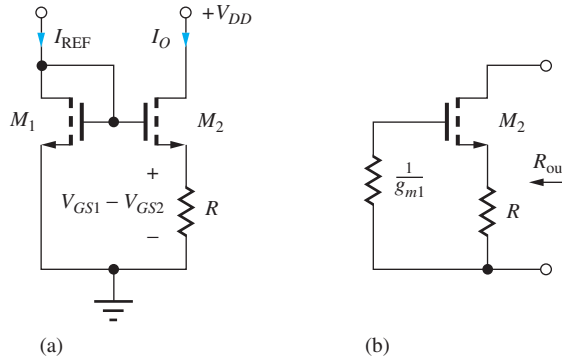 +V_DD
I_REF
I_O
M_1
M_2
+
V_GS1 − V_GS2
R
−
(a)
M_2
1/g_m1
R_ou
R
(b)